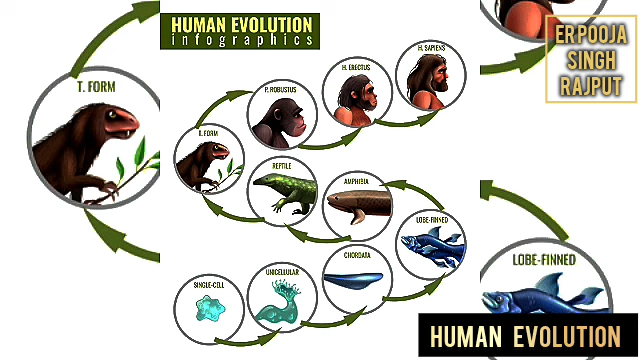 HUMAN EVOLUTION
infographics
ER POOJA
SINGH
RAJPUT
T. FORM
H. SAPIENS
H. ERECTUS
P. ROBUSTUS
T. FORM
REPTILE
AMPHIBIA
LOBE-FINNED
LOBE-FINNED
CHORDATA
UNICELLULAR
SINGLE-CELL
HUMAN EVOLUTION